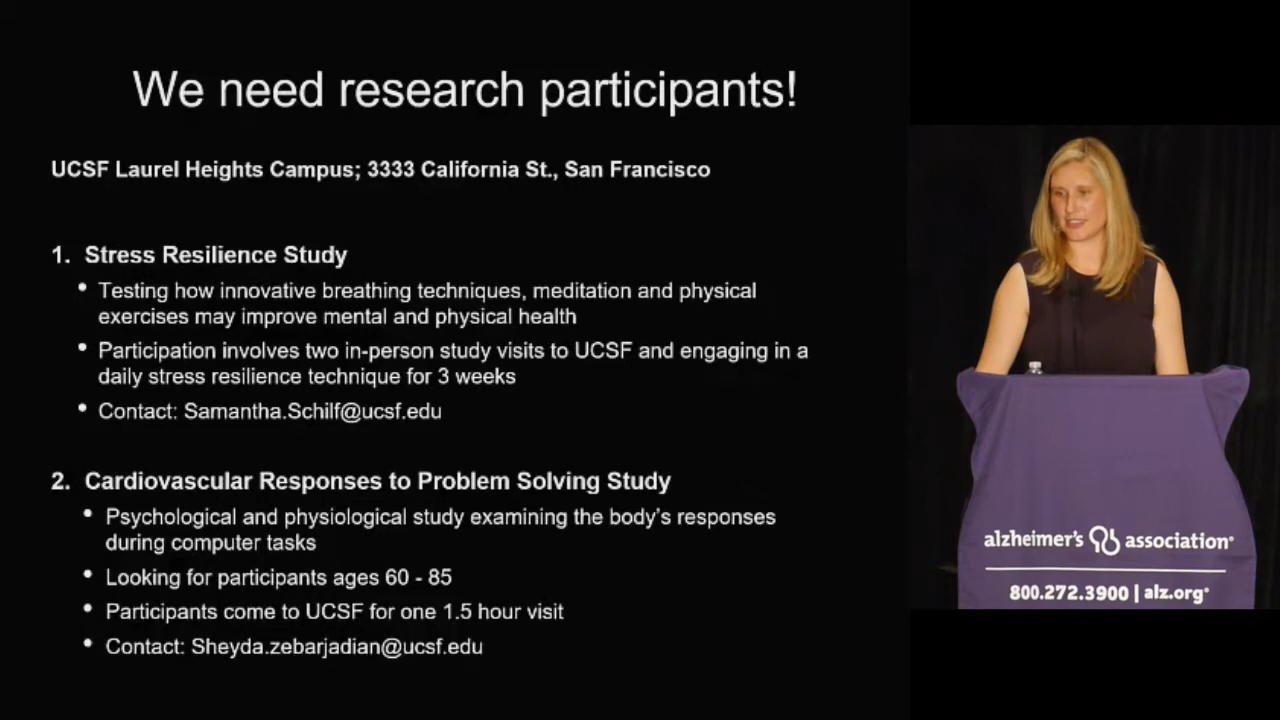 We need research participants!
UCSF Laurel Heights Campus; 3333 California St., San Francisco
1. Stress Resilience Study
• Testing how innovative breathing techniques, meditation and physical
exercises may improve mental and physical health
• Participation involves two in-person study visits to UCSF and engaging in a
daily stress resilience technique for 3 weeks
• Contact: Samantha.Schilf@ucsf.edu
2. Cardiovascular Responses to Problem Solving Study
• Psychological and physiological study examining the body's responses
during computer tasks
• Looking for participants ages 60 - 85
• Participants come to UCSF for one 1.5 hour visit
• Contact: Sheyda.zebarjadian@ucsf.edu
alzheimer's association®
800.272.3900 | alz.org®